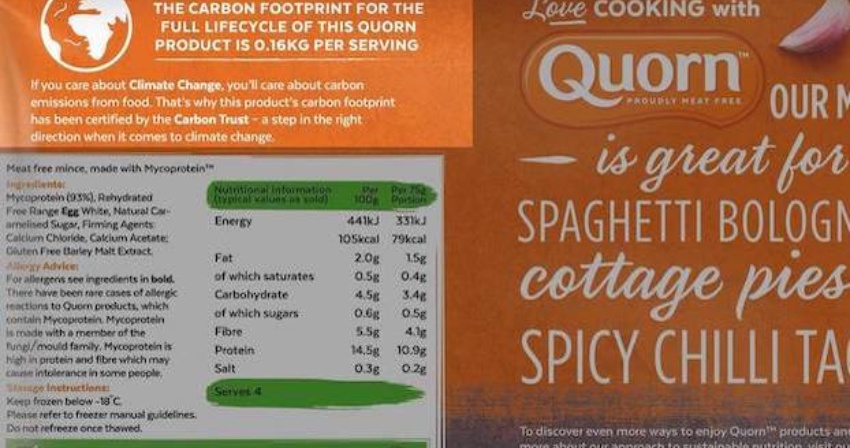 THE CARBON FOOTPRINT FOR THE
FULL LIFECYCLE OF THIS QUORN
PRODUCT IS 0.16KG PER SERVING
If you care about Climate Change, you'll care about carbon
emissions from food. That's why this product's carbon footprint
has been certified by the Carbon Trust – a step in the right
direction when it comes to climate change.
Meat free mince, made with Mycoprotein™
Ingredients:
Mycoprotein (93%), Rehydrated
Free Range Egg White, Natural Car-
amelised Sugar, Firming Agents:
Calcium Chloride, Calcium Acetate;
Gluten Free Barley Malt Extract.
Allergy Advice:
For allergens see ingredients in bold.
There have been rare cases of allergic
reactions to Quorn products, which
contain Mycoprotein. Mycoprotein
is made with a member of the
fungi/mould family. Mycoprotein is
high in protein and fibre which may
cause intolerance in some people.
Storage Instructions:
Keep frozen below -18°C.
Please refer to freezer manual guidelines.
Do not refreeze once thawed.
Nutritional Information Per Per 75g
(typical values as sold) 100g Portion
Energy 441kJ 331kJ
105kcal 79kcal
Fat 2.0g 1.5g
of which saturates 0.5g 0.4g
Carbohydrate 4.5g 3.4g
of which sugars 0.6g 0.5g
Fibre 5.5g 4.1g
Protein 14.5g 10.9g
Salt 0.3g 0.2g
Serves 4
Love COOKING with
Quorn™
PROUDLY MEAT FREE
OUR M
is great for
SPAGHETTI BOLOGN
cottage pies
SPICY CHILLI TA
To discover even more ways to enjoy Quorn™ products an
more about our approach to sustainable nutrition, visit